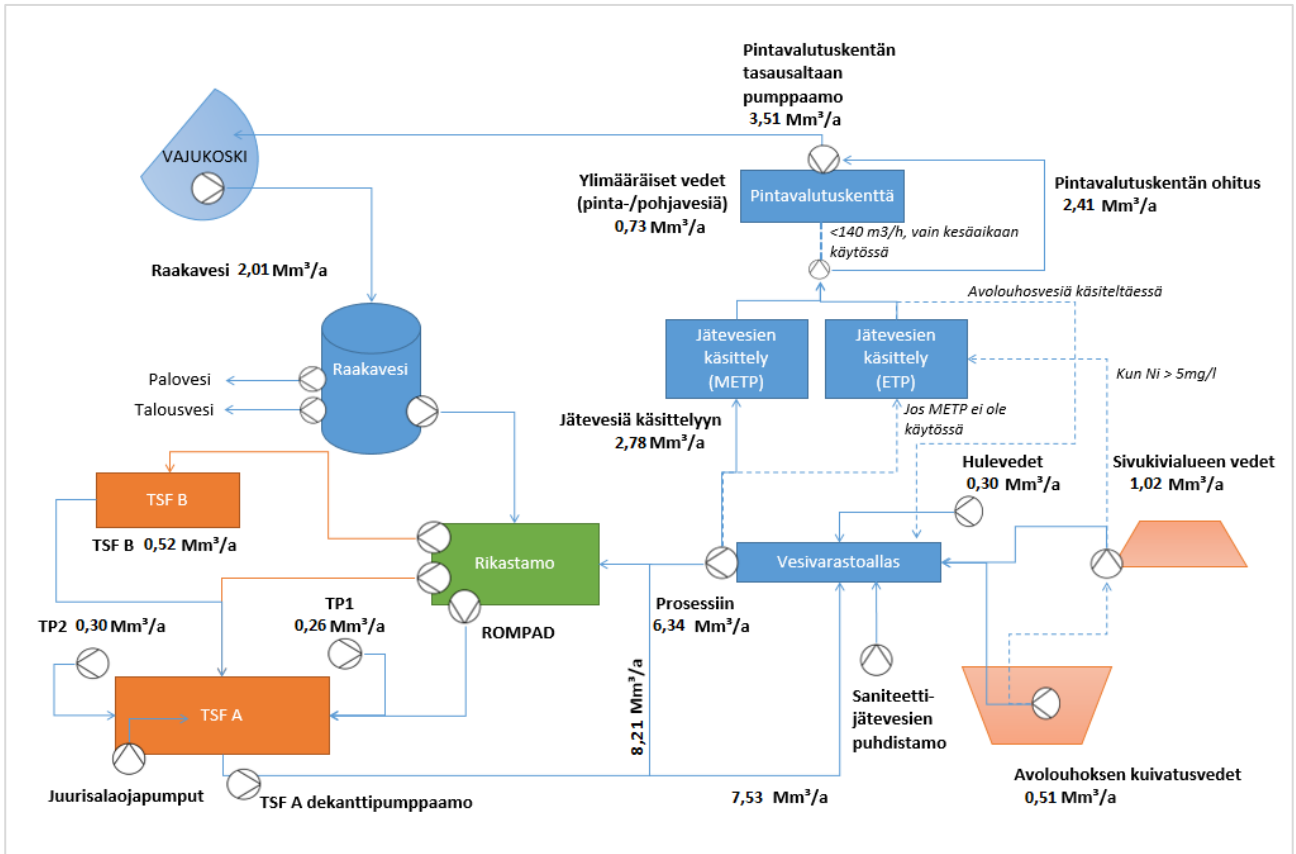 Pintavalutuskentän
tasausaltaan
pumppaamo
3,51 Mm³/a
VAJUKOSKI
Ylimääräiset vedet
(pinta-/pohjavesiä)
0,73 Mm³/a
Pintavalutuskenttä
Pintavalutuskentän ohitus
2,41 Mm³/a
<140 m3/h, vain kesäaikaan
käytössä
Raakavesi 2,01 Mm³/a
Avolouhosvesiä käsiteltäessä
Jätevesien
käsittely
(METP)
Jätevesien
käsittely
(ETP)
Raakavesi
Palovesi
Talousvesi
Kun Ni > 5mg/l
Jos METP ei ole
käytössä
Jätevesiä käsittelyyn
2,78 Mm³/a
Hulevedet
0,30 Mm³/a
Sivukivialueen vedet
1,02 Mm³/a
TSF B
TSF B 0,52 Mm³/a
Rikastamo
Vesivarastoallas
Prosessiin
6,34 Mm³/a
TP1
0,26 Mm³/a
TP2 0,30 Mm³/a
ROMPAD
8,21 Mm³/a
TSF A
Saniteetti-
jätevesien
puhdistamo
Juurisalaojapumput
TSF A dekanttipumppaamo
7,53 Mm³/a
Avolouhoksen kuivatusvedet
0,51 Mm³/a